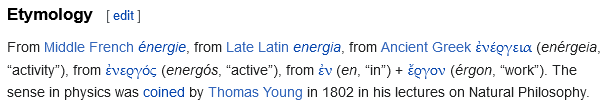 Etymology [ edit ]
From Middle French énergie, from Late Latin energia, from Ancient Greek ἐνέργεια (enérgeia,
“activity”), from ἐνεργός (energós, “active”), from ἐν (en, “in”) + ἔργον (érgon, “work”). The
sense in physics was coined by Thomas Young in 1802 in his lectures on Natural Philosophy.